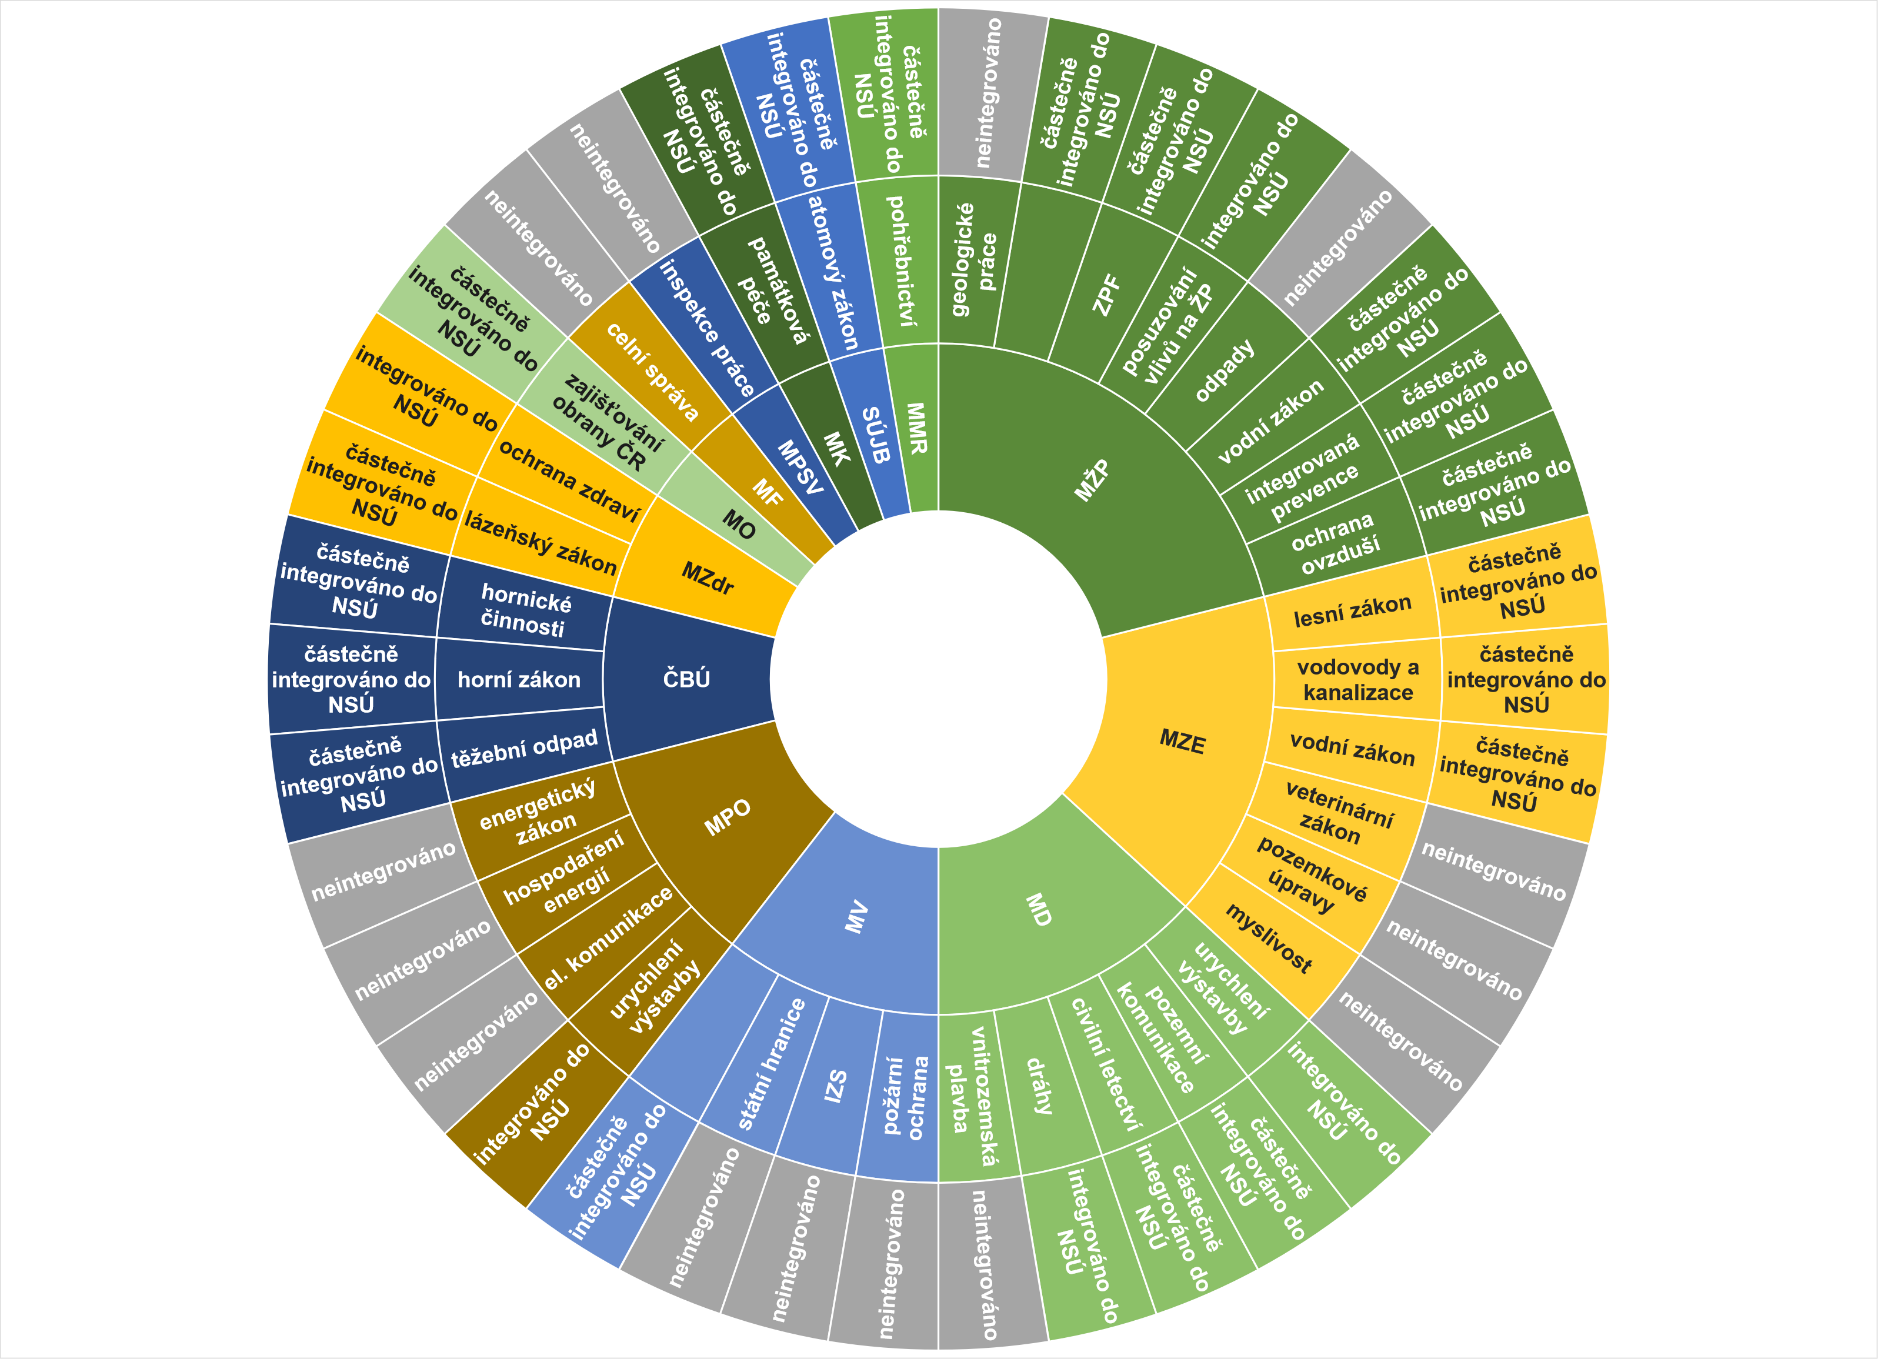 MŽP
geologické
práce
neintegrováno
částečně
integrováno do
NSÚ
ZPF
částečně
integrováno do
NSÚ
posuzování
vlivů na ŽP
integrováno do
NSÚ
odpady
neintegrováno
vodní zákon
částečně
integrováno do
NSÚ
integrovaná
prevence
částečně
integrováno do
NSÚ
ochrana
ovzduší
částečně
integrováno do
NSÚ
MZE
lesní zákon
částečně
integrováno do
NSÚ
vodovody a
kanalizace
částečně
integrováno do
NSÚ
vodní zákon
částečně
integrováno do
NSÚ
veterinární
zákon
neintegrováno
pozemkové
úpravy
neintegrováno
myslivost
neintegrováno
MD
urychlení
výstavby
integrováno do
NSÚ
pozemní
komunikace
částečně
integrováno do
NSÚ
civilní letectví
částečně
integrováno do
NSÚ
dráhy
integrováno do
NSÚ
vnitrozemská
plavba
neintegrováno
MV
požární
ochrana
neintegrováno
IZS
neintegrováno
státní hranice
neintegrováno
částečně
integrováno do
NSÚ
MPO
urychlení
výstavby
integrováno do
NSÚ
el. komunikace
neintegrováno
hospodaření
energií
neintegrováno
energetický
zákon
neintegrováno
ČBÚ
těžební odpad
částečně
integrováno do
NSÚ
horní zákon
částečně
integrováno do
NSÚ
hornické
činnosti
částečně
integrováno do
NSÚ
MZdr
lázeňský zákon
částečně
integrováno do
NSÚ
ochrana zdraví
integrováno do
NSÚ
MO
zajišťování
obrany ČR
částečně
integrováno do
NSÚ
MF
celní správa
neintegrováno
MPSV
inspekce práce
neintegrováno
MK
památková
péče
částečně
integrováno do
NSÚ
SÚJB
atomový zákon
částečně
integrováno do
NSÚ
MMR
pohřebnictví
částečně
integrováno do
NSÚ